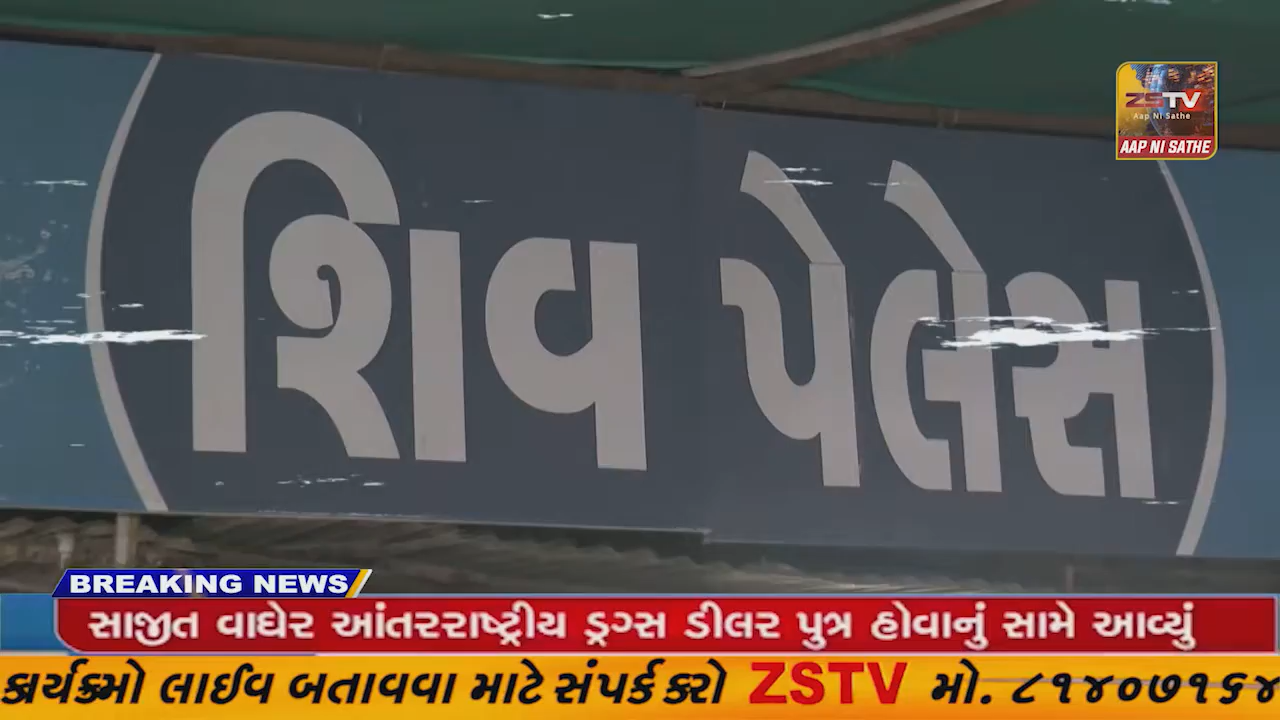 ZSTV
Aap Ni Sathe
AAP NI SATHE
શિવ પેલેસ
BREAKING NEWS
સાજીત વાઘેર આંતરરાષ્ટ્રીય ડ્રગ્સ ડીલર પુત્ર હોવાનું સામે આવ્યું
કાર્યક્રમો લાઈવ બતાવવા માટે સંપર્ક કરો ZSTV મો. ૮૧૪૦૭૧૬૪